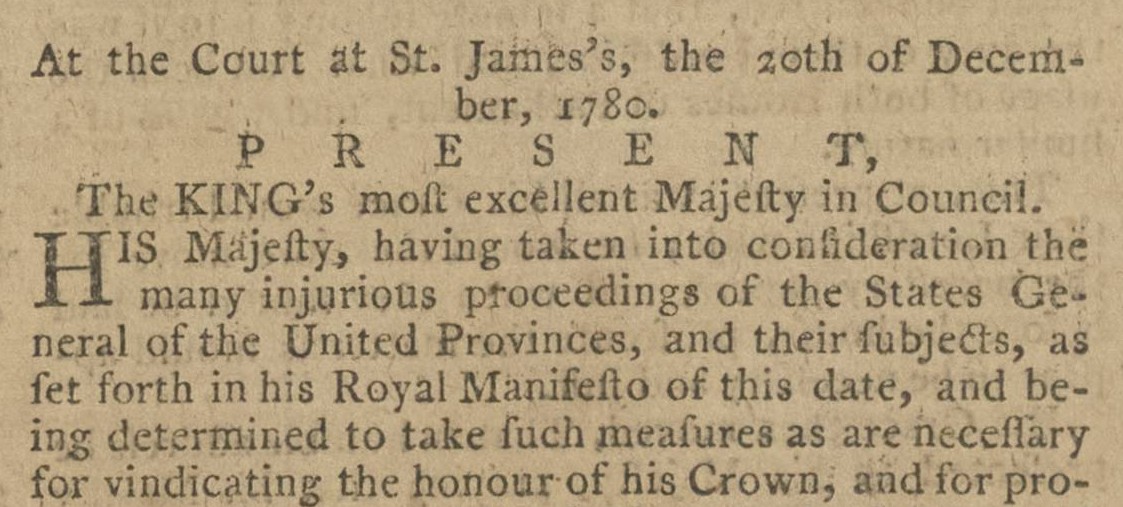 At the Court at St. James's, the 20th of Decem-
ber, 1780.
P R E S E N T,
The KING's moſt excellent Majeſty in Council.
HIS Majeſty, having taken into conſideration the
many injurious proceedings of the States Ge-
neral of the United Provinces, and their ſubjects, as
ſet forth in his Royal Manifeſto of this date, and be-
ing determined to take ſuch meaſures as are neceſſary
for vindicating the honour of his Crown, and for pro-